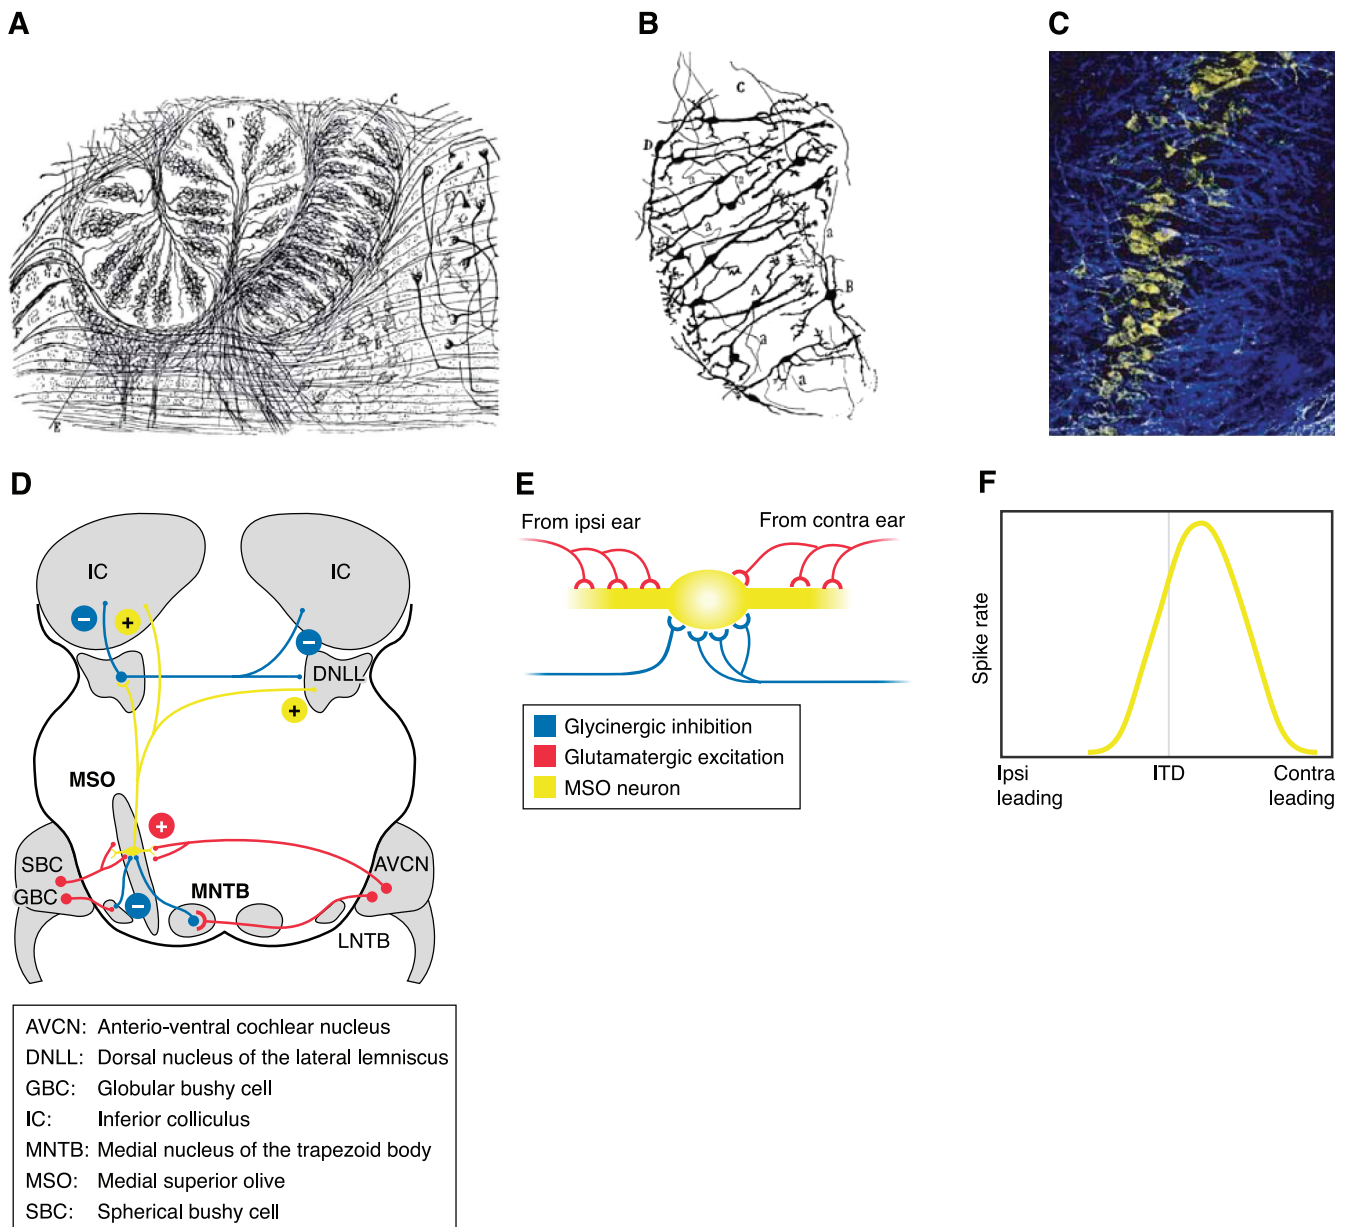 A
B
C
D
C
E
B
C
D
a
a
a
a
A
B
a
a
D
IC
IC
−
+
−
DNLL
+
MSO
+
SBC
AVCN
GBC
MNTB
−
LNTB
AVCN: Anterio-ventral cochlear nucleus
DNLL: Dorsal nucleus of the lateral lemniscus
GBC: Globular bushy cell
IC: Inferior colliculus
MNTB: Medial nucleus of the trapezoid body
MSO: Medial superior olive
SBC: Spherical bushy cell
E
From ipsi ear
From contra ear
Glycinergic inhibition
Glutamatergic excitation
MSO neuron
F
Spike rate
Ipsi leading
ITD
Contra leading